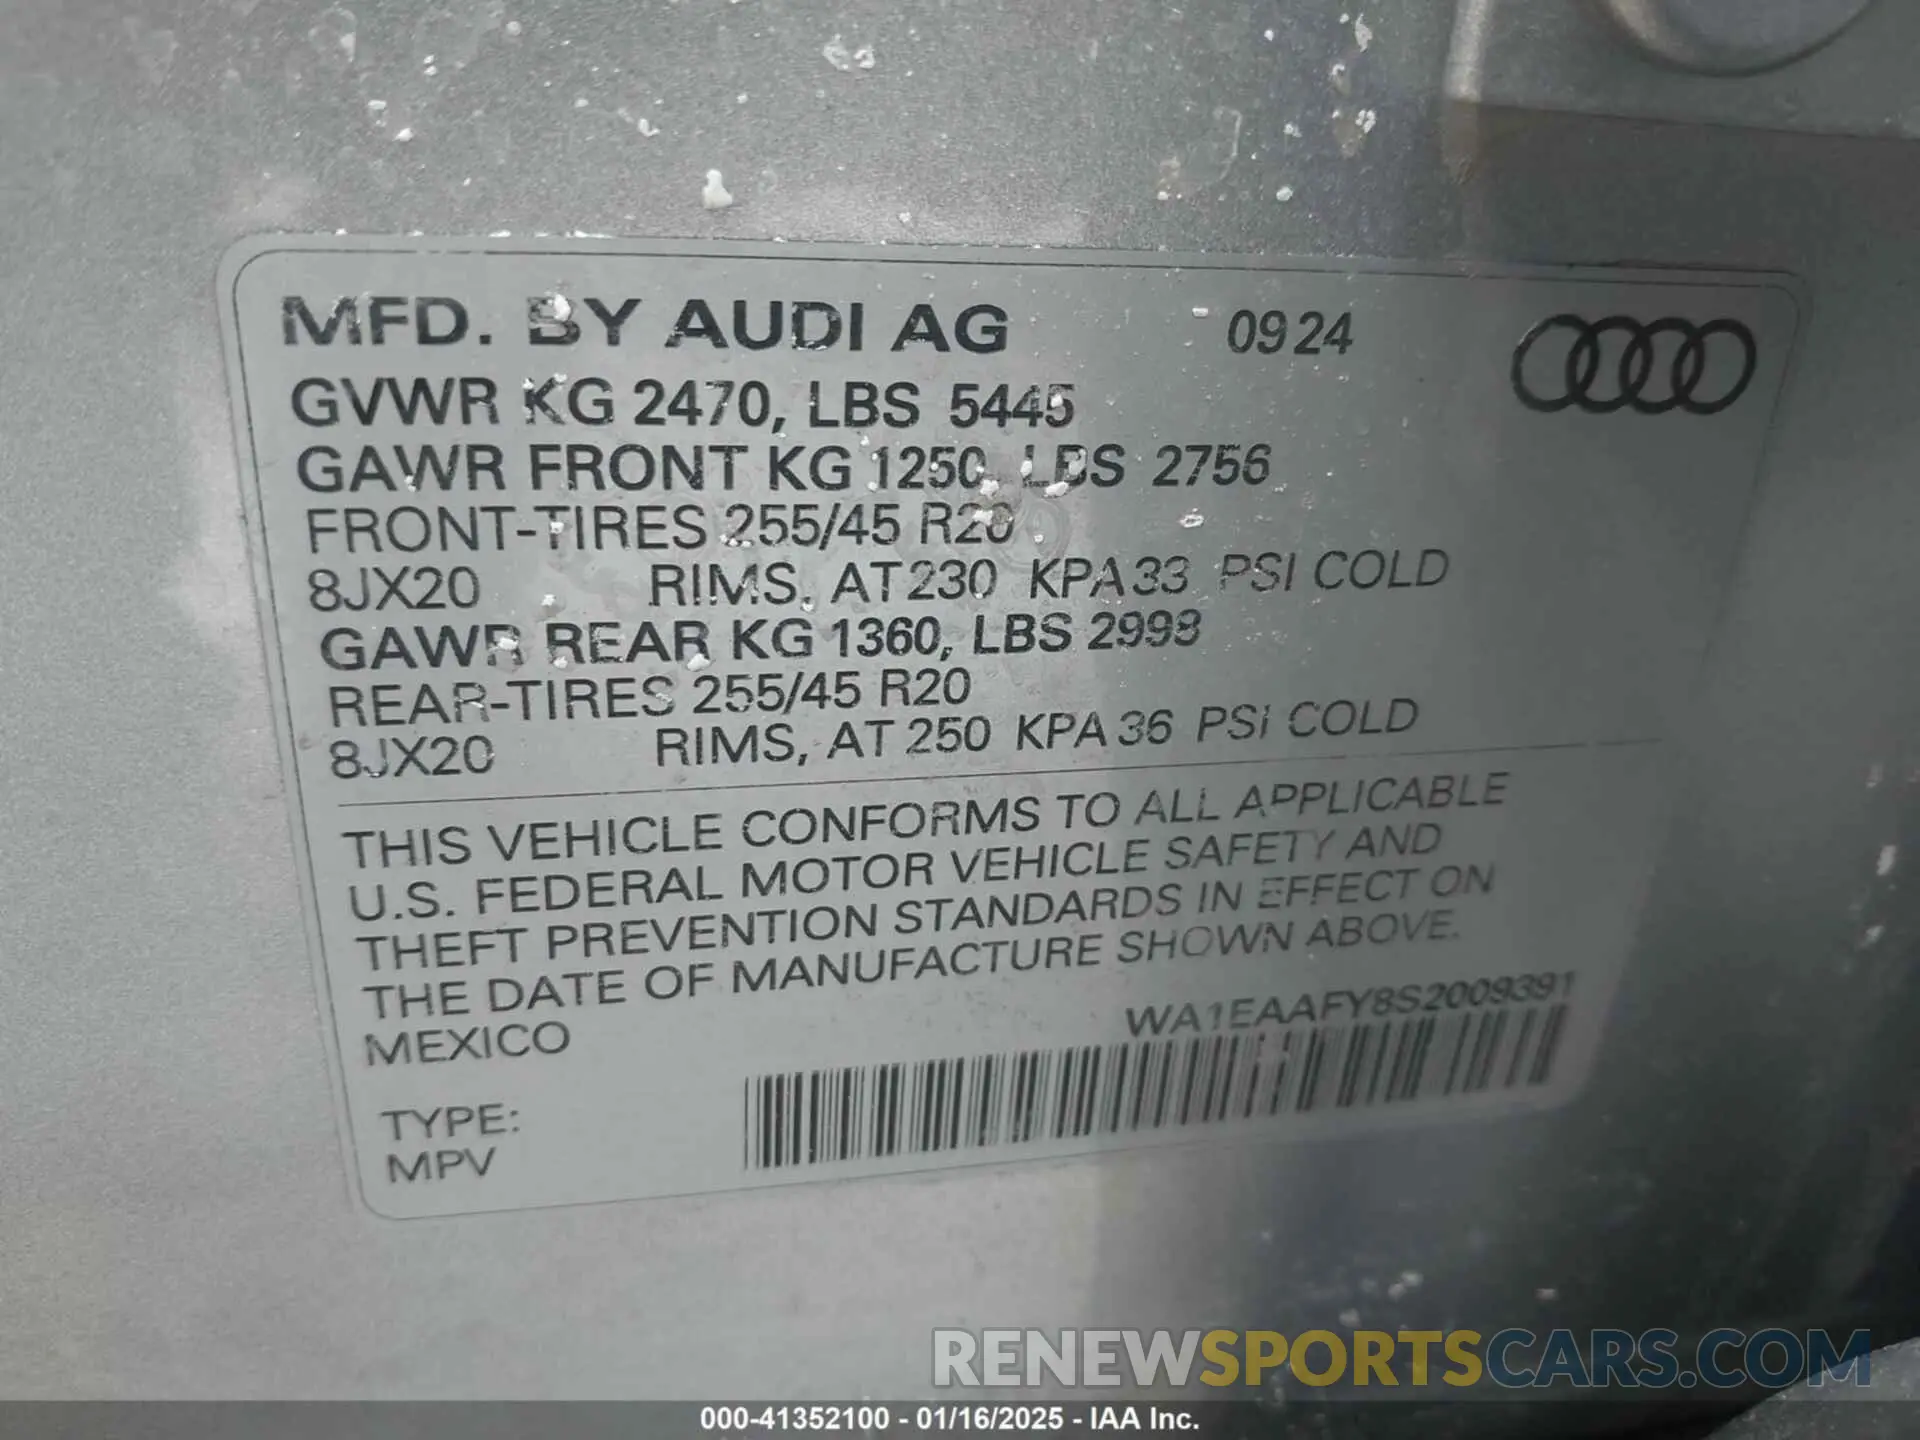 MFD. BY AUDI AG 0924
GVWR KG 2470, LBS 5445
GAWR FRONT KG 1250, LBS 2756
FRONT-TIRES 255/45 R20
8JX20 RIMS, AT 230 KPA 33 PSI COLD
GAWR REAR KG 1360, LBS 2998
REAR-TIRES 255/45 R20
8JX20 RIMS, AT 250 KPA 36 PSI COLD
THIS VEHICLE CONFORMS TO ALL APPLICABLE
U.S. FEDERAL MOTOR VEHICLE SAFETY AND
THEFT PREVENTION STANDARDS IN EFFECT ON
THE DATE OF MANUFACTURE SHOWN ABOVE.
MEXICO WA1EAAFY8S2009391
TYPE:
MPV
RENEWSPORTSCARS.COM
000-41352100 - 01/16/2025 - IAA Inc.